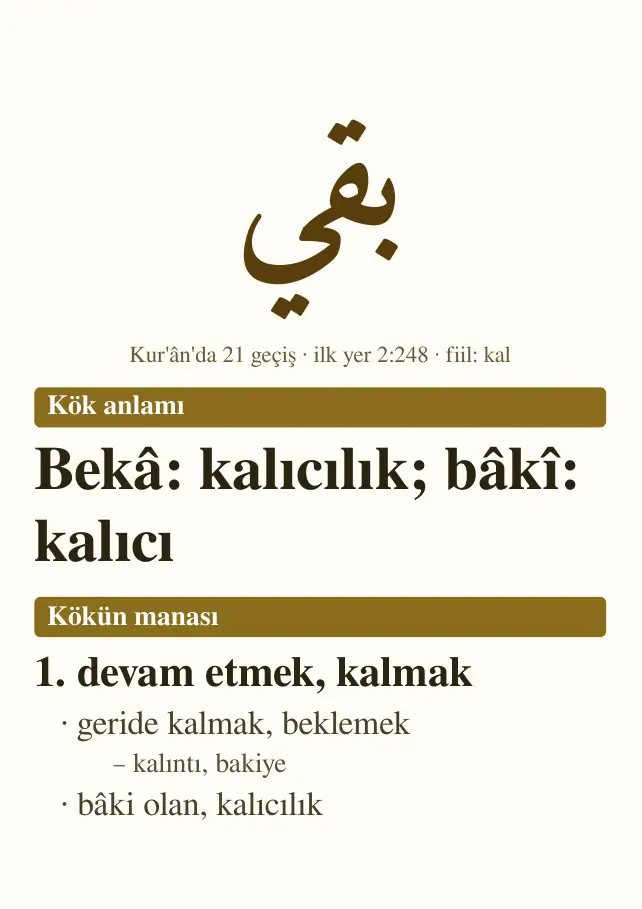 بقي
Kur'ân'da 21 geçiş · ilk yer 2:248 · fiil: kal
Kök anlamı
Bekâ: kalıcılık; bâkî:
kalıcı
Kökün manası
1. devam etmek, kalmak
· geride kalmak, beklemek
– kalıntı, bakiye
· bâki olan, kalıcılık